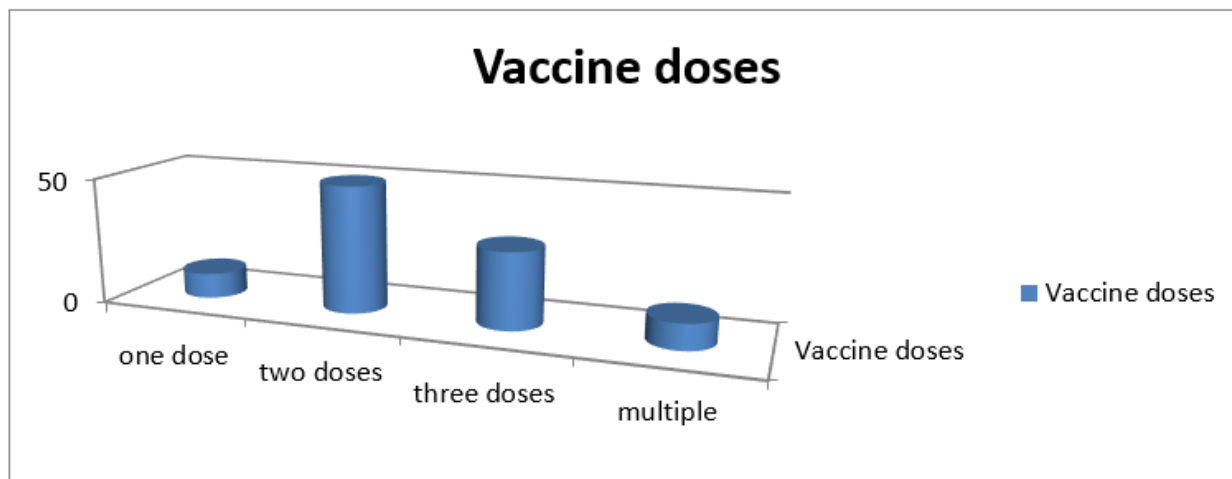 Vaccine doses
50
0
one dose
two doses
three doses
multiple
Vaccine doses
Vaccine doses